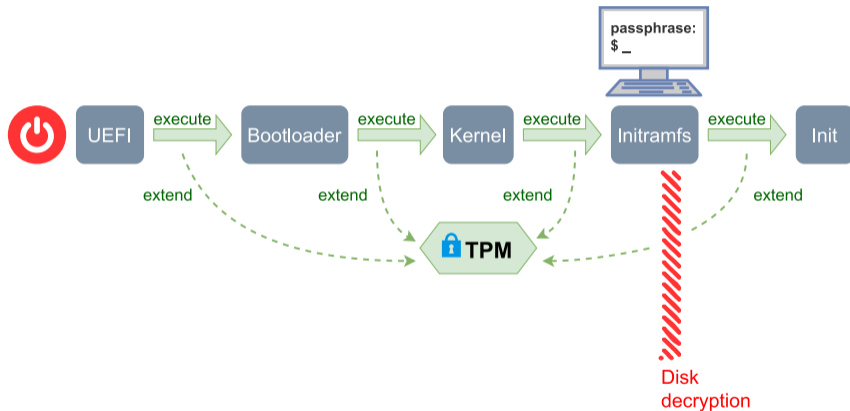 passphrase:
$ _
execute
execute
execute
execute
UEFI
Bootloader
Kernel
Initramfs
Init
extend
extend
extend
extend
TPM
Disk
decryption